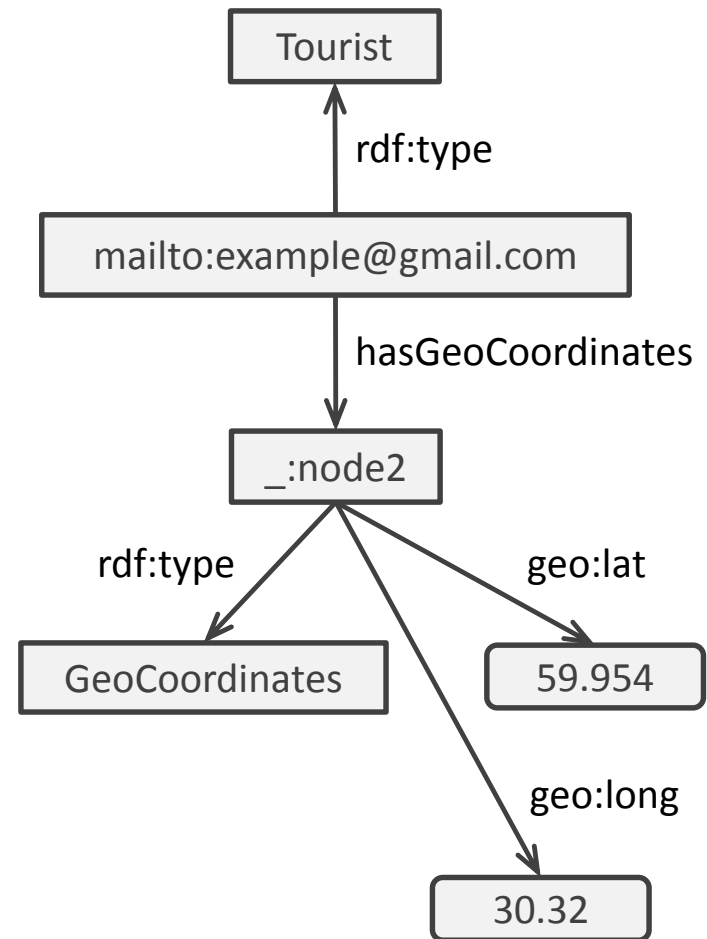 Tourist
rdf:type
mailto:example@gmail.com
hasGeoCoordinates
_:node2
rdf:type
geo:lat
GeoCoordinates
59.954
geo:long
30.32